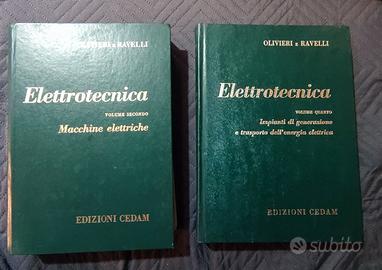 OLIVIERI e RAVELLI
Elettrotecnica
VOLUME SECONDO
Macchine elettriche
EDIZIONI CEDAM
OLIVIERI e RAVELLI
Elettrotecnica
VOLUME QUARTO
Impianti di generazione
e trasporto dell'energia elettrica
EDIZIONI CEDAM
subito